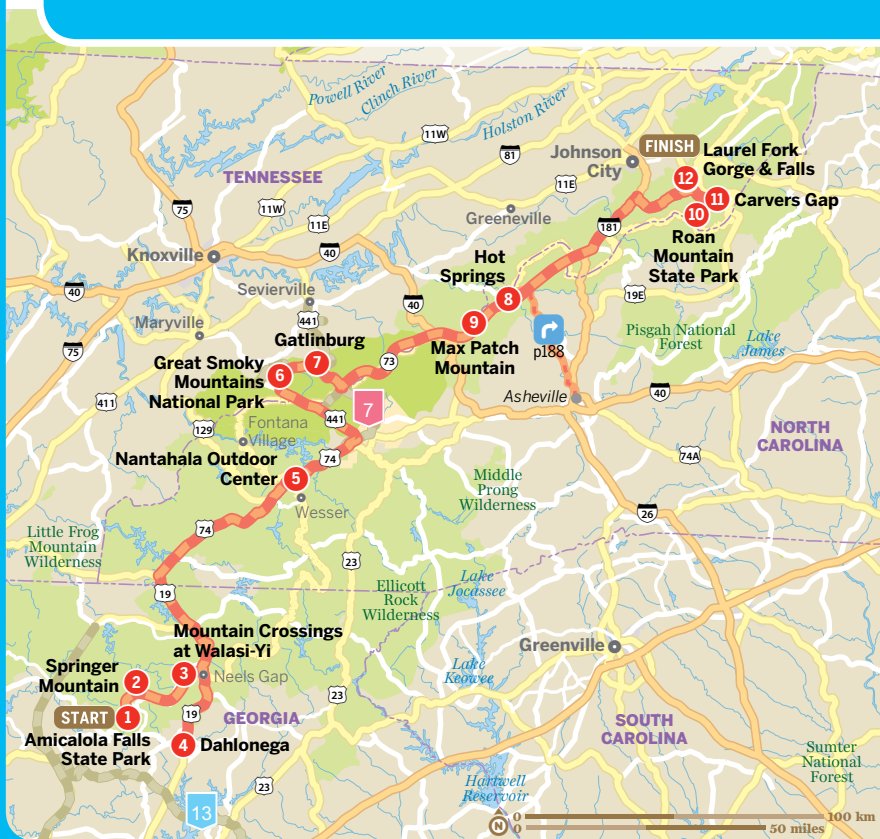 Powell River
Clinch River
Holston River
11W
81
Johnson
City
FINISH
Laurel Fork
Gorge & Falls
12
11
Carvers Gap
10
Roan
Mountain
State Park
TENNESSEE
11E
75
11W
11E
Greeneville
181
Knoxville
40
Hot
Springs
40
Sevierville
40
8
19E
Maryville
441
9
Pisgah National
Forest
Lake
James
75
Gatlinburg
7
73
Max Patch
Mountain
p188
Great Smoky
Mountains
National Park
6
411
129
441
7
Asheville
40
Fontana
Village
NORTH
CAROLINA
74
74A
Nantahala Outdoor
Center
5
Wesser
Middle
Prong
Wilderness
26
74
Little Frog
Mountain
Wilderness
23
19
Ellicott
Rock
Wilderness
Lake
Jocassee
Mountain Crossings
at Walasi-Yi
Springer
Mountain
2
3
Neels Gap
Greenville
Lake
Keowee
23
START
1
19
GEORGIA
SOUTH
CAROLINA
Amicalola Falls
State Park
4
Dahlonega
Sumter
National
Forest
23
Hartwell
Reservoir
13
N
0
100 km
0
50 miles